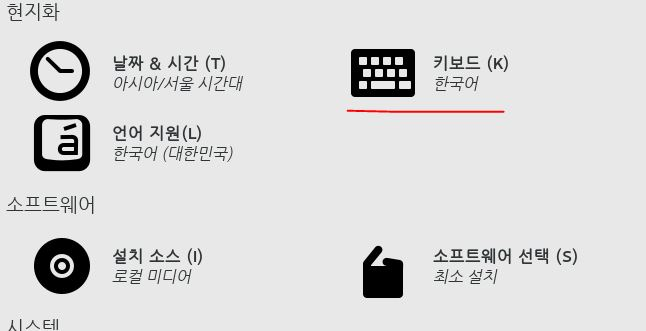 현지화
날짜 & 시간 (T)
아시아/서울 시간대
키보드 (K)
한국어
언어 지원(L)
한국어 (대한민국)
소프트웨어
설치 소스 (I)
로컬 미디어
소프트웨어 선택 (S)
최소 설치
시스템